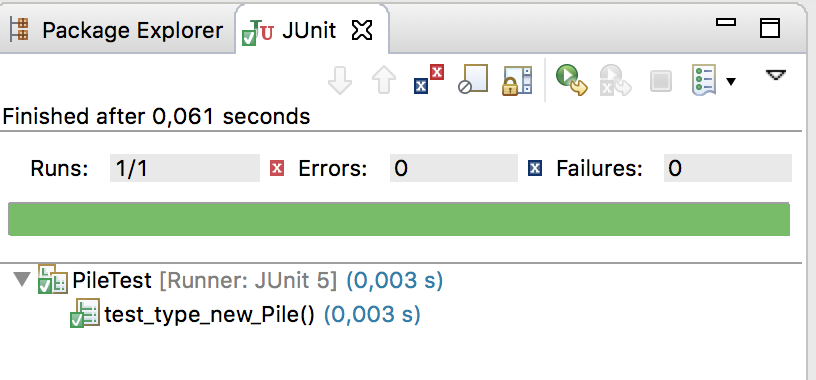 Package Explorer JUnit
Finished after 0,061 seconds
Runs: 1/1 Errors: 0 Failures: 0
PileTest [Runner: JUnit 5] (0,003 s)
test_type_new_Pile() (0,003 s)